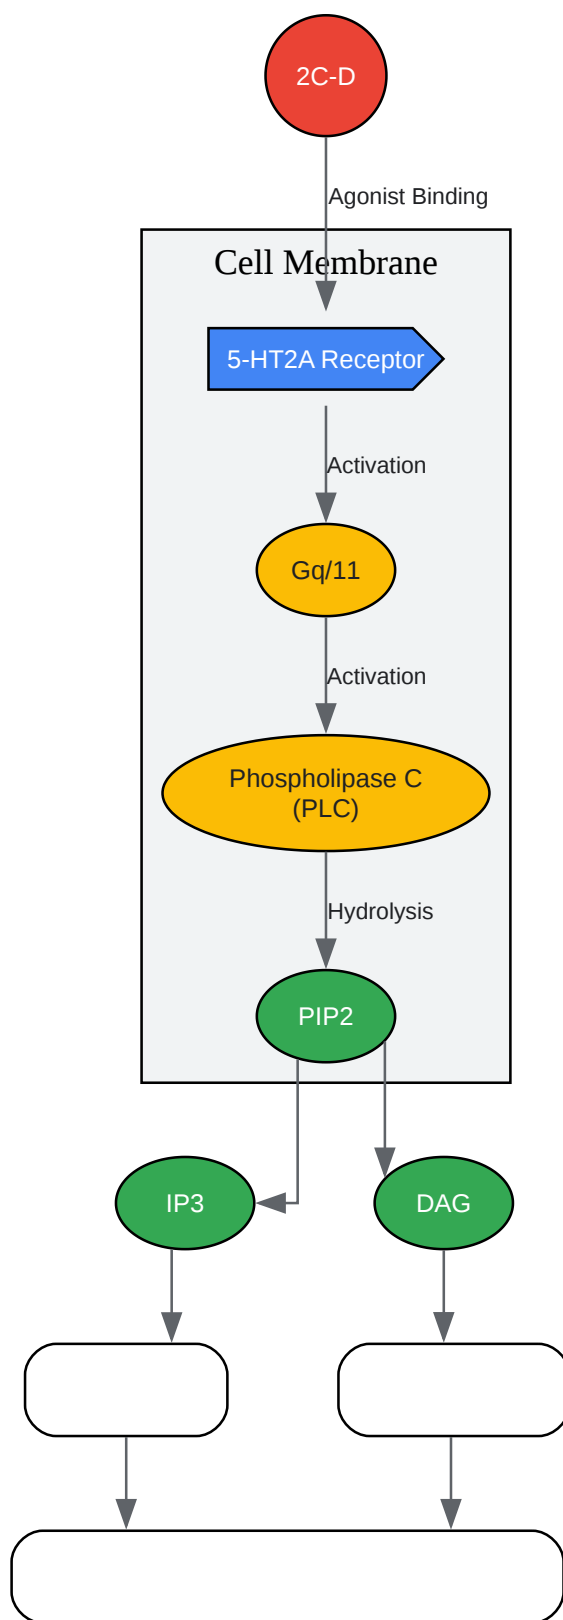 2C-D
Agonist Binding
Cell Membrane
5-HT2A Receptor
Activation
Gq/11
Activation
Phospholipase C
(PLC)
Hydrolysis
PIP2
IP3
DAG